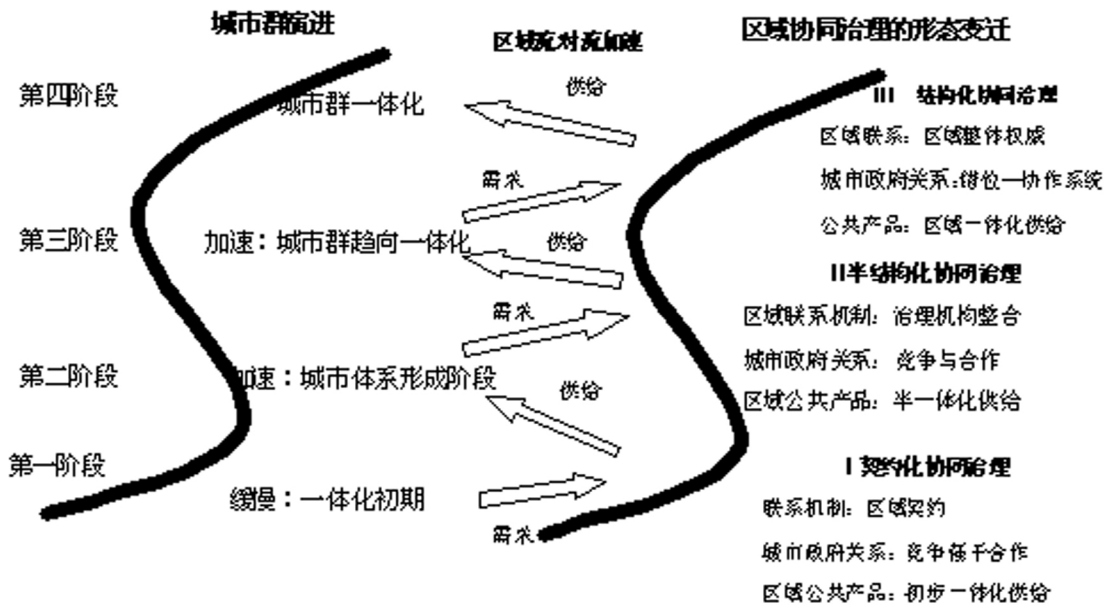 城市群演进
区域流对流加速
区域协同治理的形态变迁
第四阶段
城市群一体化
供给
III 结构化协同治理
区域联系：区域整体权威
城市政府关系：错位一协作系统
公共产品：区域一体化供给
需求
第三阶段
加速：城市群趋向一体化
供给
II半结构化协同治理
区域联系机制：治理机构整合
城市政府关系：竞争与合作
区域公共产品：半一体化供给
需求
第二阶段
加速：城市体系形成阶段
供给
第一阶段
缓慢：一体化初期
需求
I 契约化协同治理
联系机制：区域契约
城市政府关系：竞争强于合作
区域公共产品：初步一体化供给